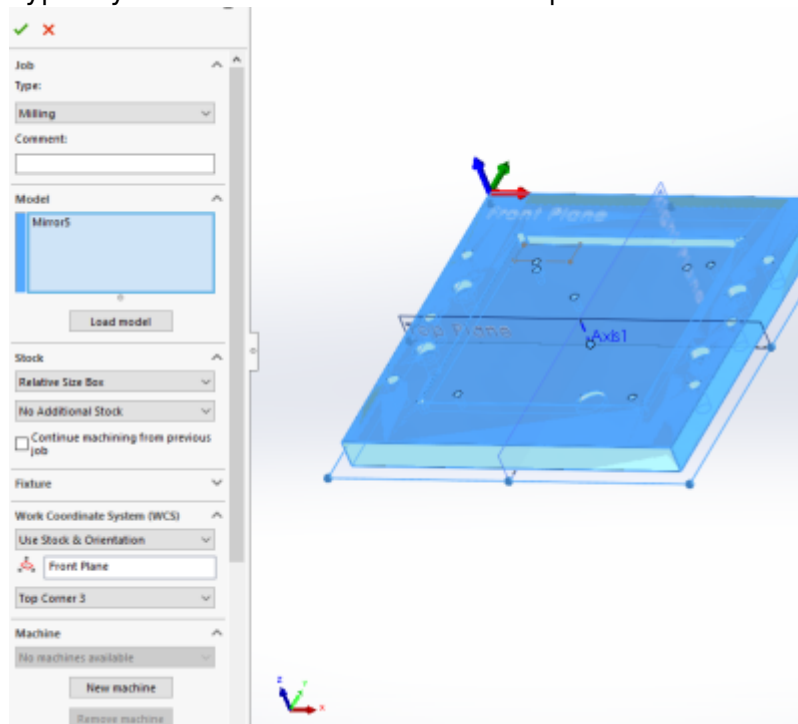 Job
Type:
Milling
Comment:
Model
Mirror5
Load model
Stock
Relative Size Box
No Additional Stock
Continue machining from previous
job
Fixture
Work Coordinate System (WCS)
Use Stock & Orientation
Front Plane
Top Corner 3
Machine
No machines available
New machine
Remove machine
Front Plane
Top Plane
Axis1
Z
Y
X